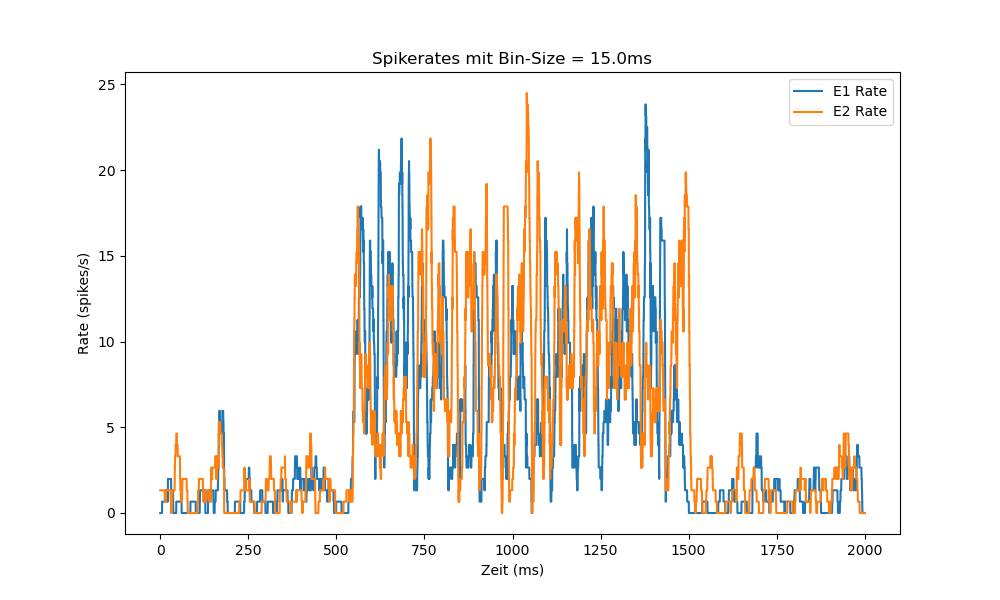 Spikerates mit Bin-Size = 15.0ms
E1 Rate
E2 Rate
Rate (spikes/s)
25
20
15
10
5
0
0 250 500 750 1000 1250 1500 1750 2000
Zeit (ms)